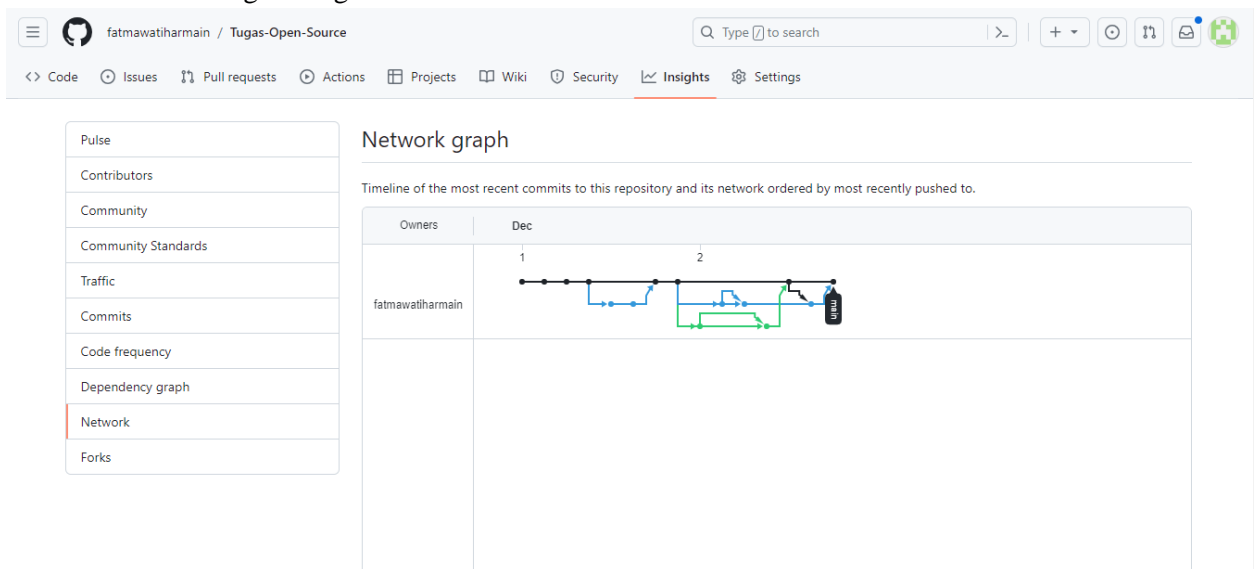 fatmawatiharmain / Tugas-Open-Source
Type / to search
Code Issues Pull requests Actions Projects Wiki Security Insights Settings
Pulse
Contributors
Community
Community Standards
Traffic
Commits
Code frequency
Dependency graph
Network
Forks
Network graph
Timeline of the most recent commits to this repository and its network ordered by most recently pushed to.
Owners Dec
1 2
fatmawatiharmain
main